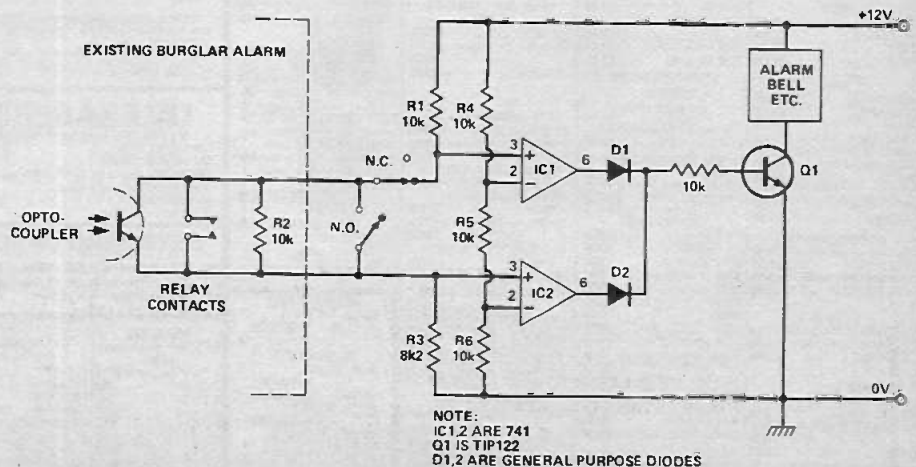 +12V
EXISTING BURGLAR ALARM
ALARM
BELL
ETC.
R1
10k
R4
10k
N.C.
3
2
+
−
IC1
6
D1
10k
Q1
OPTO-
COUPLER
R2
10k
N.O.
R5
10k
RELAY
CONTACTS
3
2
+
−
IC2
6
D2
R3
8k2
R6
10k
0V
NOTE:
IC1,2 ARE 741
Q1 IS TIP122
D1,2 ARE GENERAL PURPOSE DIODES